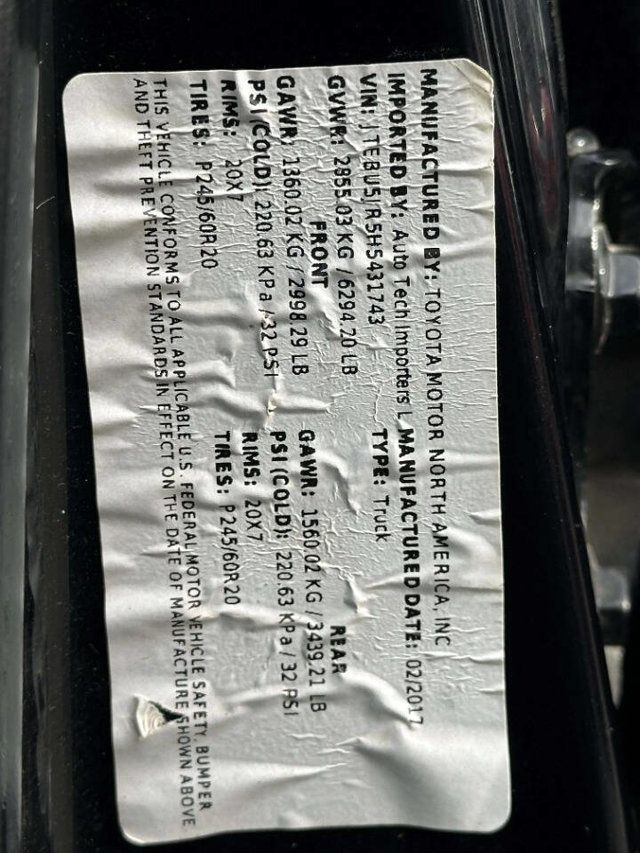 MANUFACTURED BY: TOYOTA MOTOR NORTH AMERICA, INC
IMPORTED BY: Auto Tech Importers L MANUFACTURED DATE: 02/2017
VIN: JTEBU5JR5H5431743 TYPE: Truck
GVWR: 2855.03 KG / 6294.20 LB
FRONT REAR
GAWR: 1360.02 KG / 2998.29 LB GAWR: 1560.02 KG / 3439.21 LB
PSI (COLD): 220.63 KPa / 32 PSI PSI (COLD): 220.63 KPa / 32 PSI
RIMS: 20X7 RIMS: 20X7
TIRES: P245/60R20 TIRES: P245/60R20
THIS VEHICLE CONFORMS TO ALL APPLICABLE U.S. FEDERAL MOTOR VEHICLE SAFETY, BUMPER
AND THEFT PREVENTION STANDARDS IN EFFECT ON THE DATE OF MANUFACTURE SHOWN ABOVE